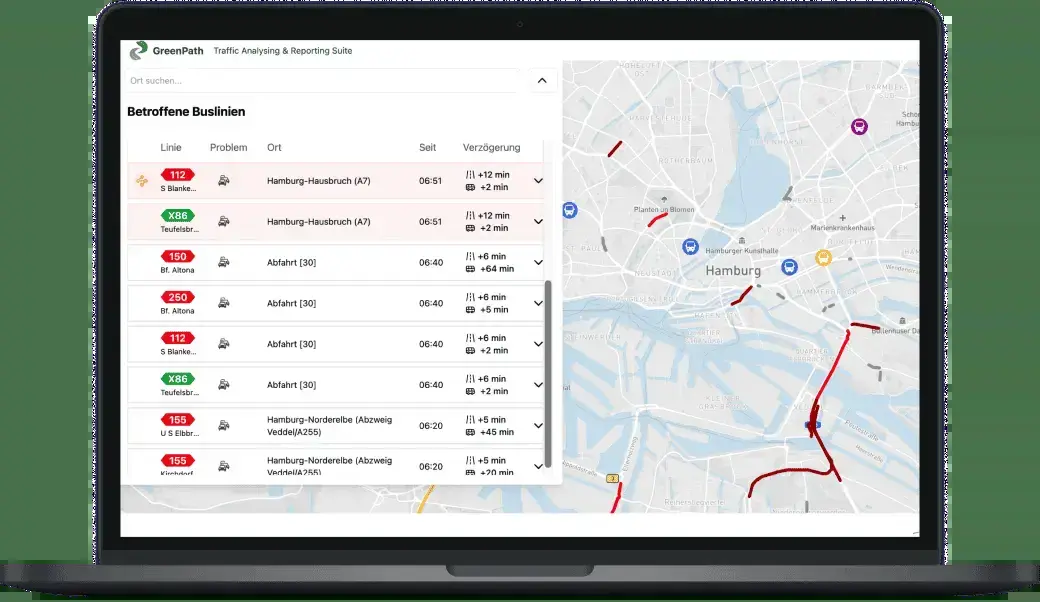 GreenPath Traffic Analysing & Reporting Suite
Ort suchen...
Betroffene Buslinien
Linie Problem Ort Seit Verzögerung
112 Hamburg-Hausbruch (A7) 06:51 +12 min
S Blanke... +2 min
X86 Hamburg-Hausbruch (A7) 06:51 +12 min
Teufelsbr... +2 min
150 Abfahrt [30] 06:40 +6 min
Bf. Altona +64 min
250 Abfahrt [30] 06:40 +6 min
Bf. Altona +5 min
112 Abfahrt [30] 06:40 +6 min
S Blanke... +2 min
X86 Abfahrt [30] 06:40 +6 min
Teufelsbr... +2 min
155 Hamburg-Norderelbe (Abzweig 06:20 +5 min
U S Elbbr... Veddel/A255) +45 min
155 Hamburg-Norderelbe (Abzweig 06:20 +5 min
Kirchdorf Veddel/A255) +20 min
ROTHERBAUM
Planten un Blomen
Marienkrankenhaus
Hamburger Kunsthalle
NEUSTADT
Hamburg